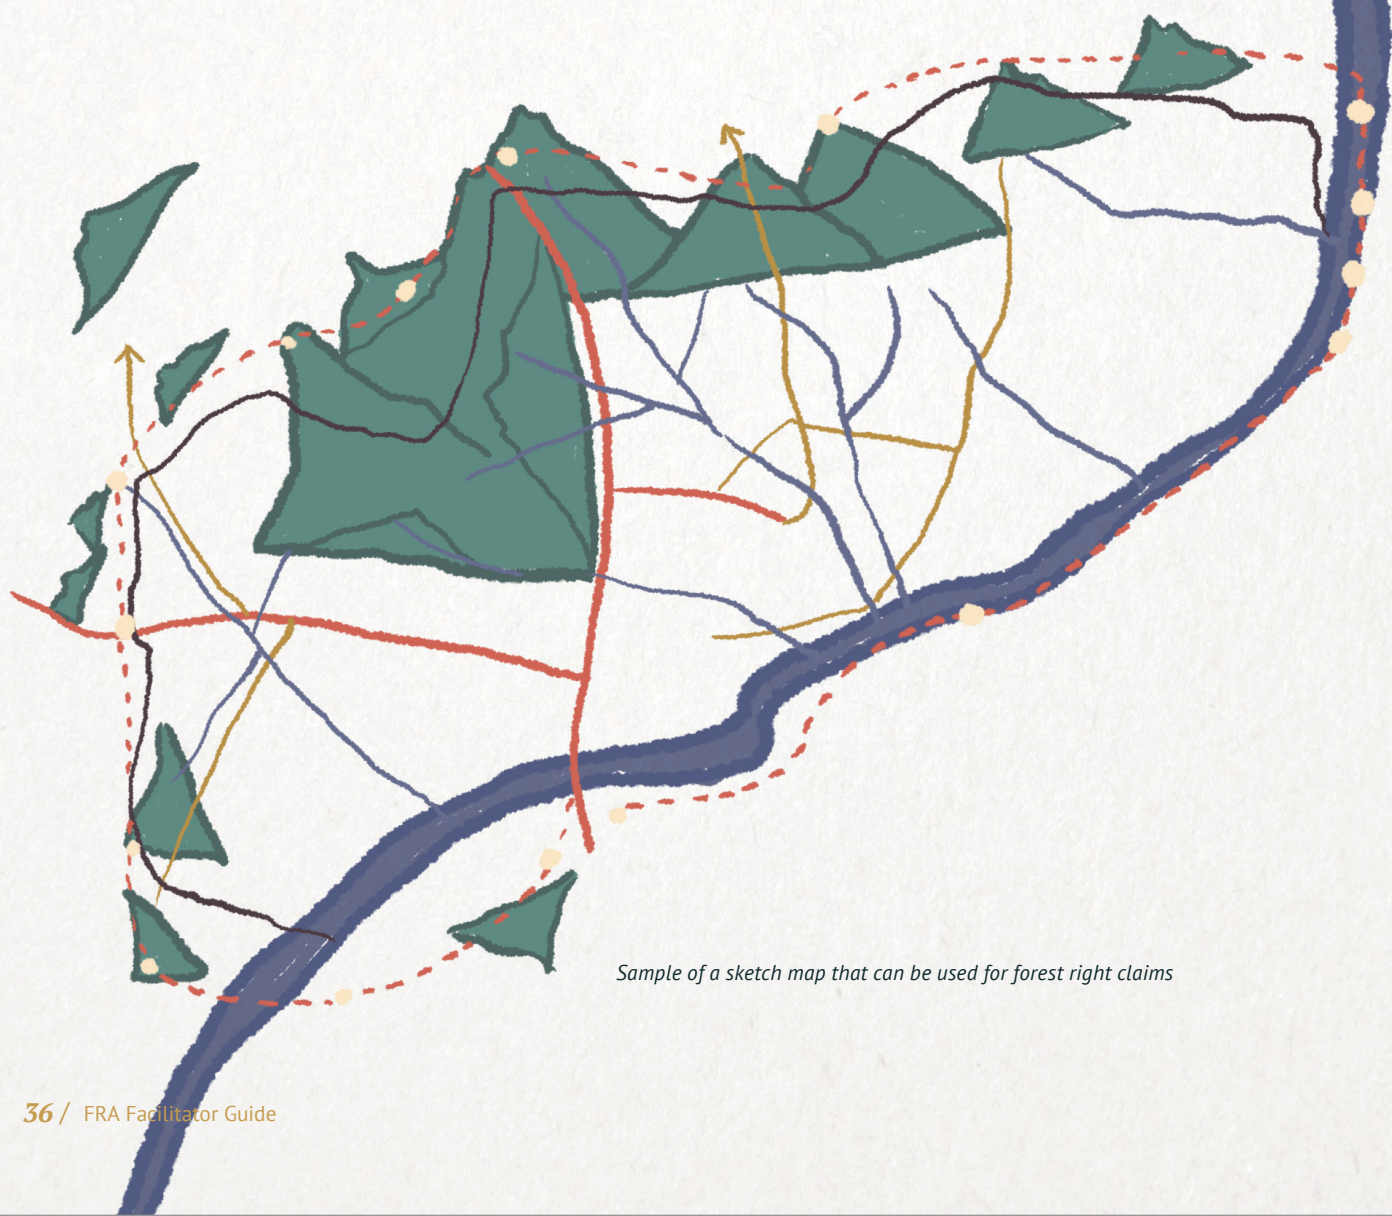 Sample of a sketch map that can be used for forest right claims
36 / FRA Facilitator Guide